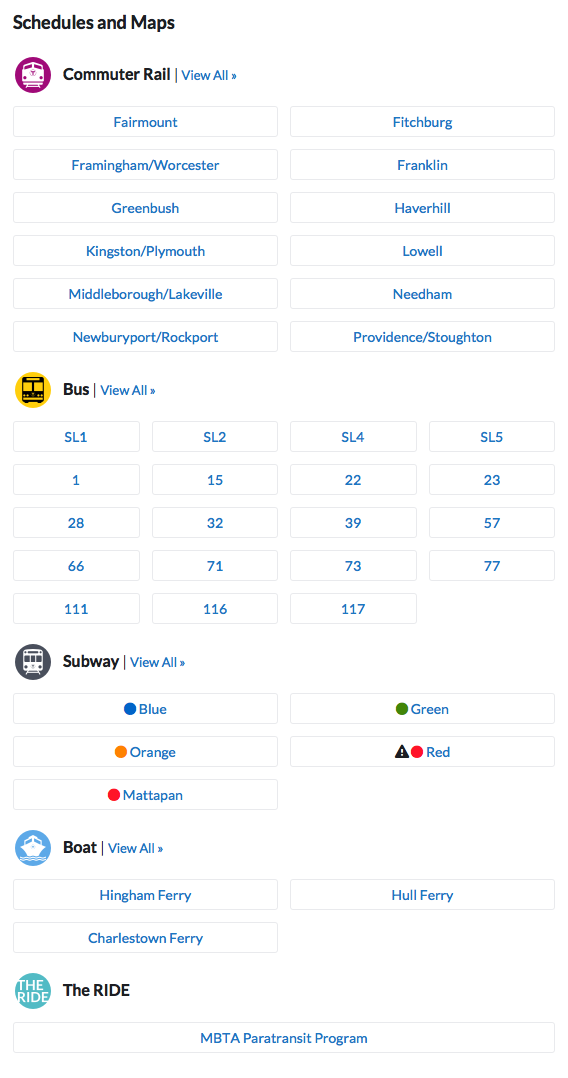 Schedules and Maps
Commuter Rail | View All »
Fairmount Fitchburg
Framingham/Worcester Franklin
Greenbush Haverhill
Kingston/Plymouth Lowell
Middleborough/Lakeville Needham
Newburyport/Rockport Providence/Stoughton
Bus | View All »
SL1 SL2 SL4 SL5
1 15 22 23
28 32 39 57
66 71 73 77
111 116 117
Subway | View All »
Blue Green
Orange Red
Mattapan
Boat | View All »
Hingham Ferry Hull Ferry
Charlestown Ferry
THE
RIDE
The RIDE
MBTA Paratransit Program